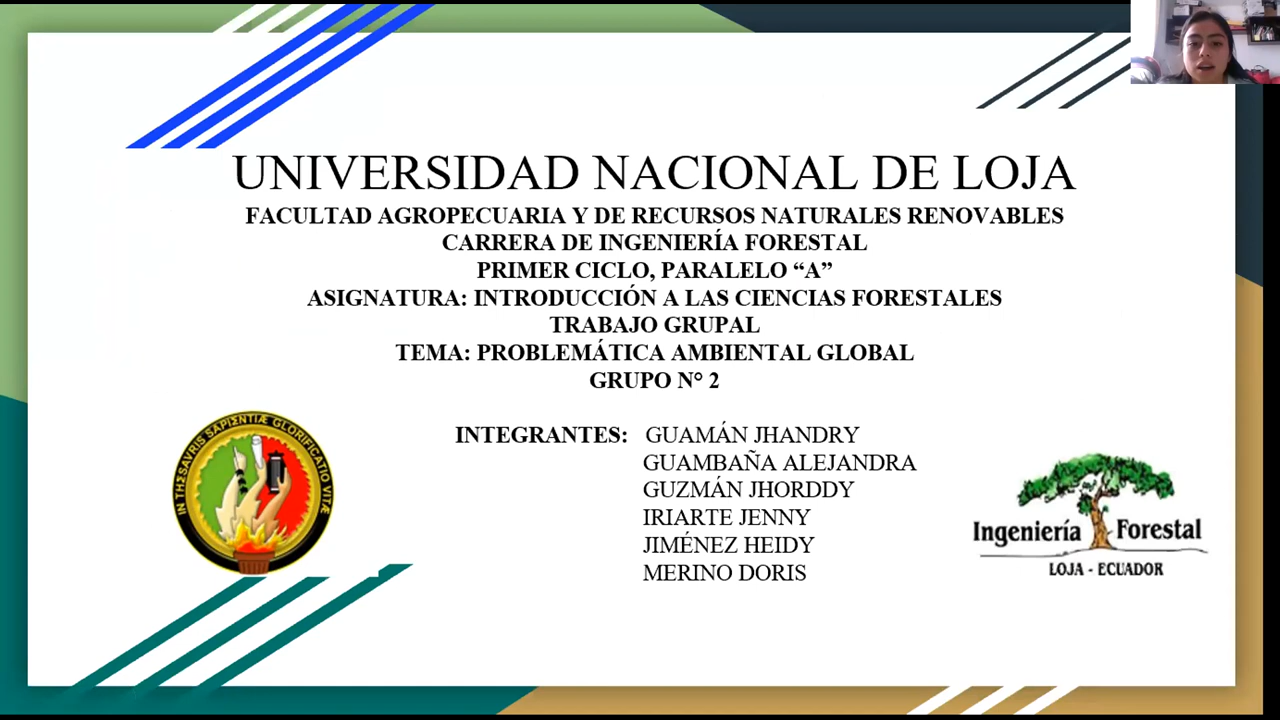 UNIVERSIDAD NACIONAL DE LOJA
FACULTAD AGROPECUARIA Y DE RECURSOS NATURALES RENOVABLES
CARRERA DE INGENIERÍA FORESTAL
PRIMER CICLO, PARALELO “A”
ASIGNATURA: INTRODUCCIÓN A LAS CIENCIAS FORESTALES
TRABAJO GRUPAL
TEMA: PROBLEMÁTICA AMBIENTAL GLOBAL
GRUPO N° 2
INTEGRANTES: GUAMÁN JHANDRY
GUAMBAÑA ALEJANDRA
GUZMÁN JHORDDY
IRIARTE JENNY
JIMÉNEZ HEIDY
MERINO DORIS
IN THESAVRIS SAPIENTIÆ GLORIFICATIO VITÆ
Ingeniería Forestal
LOJA - ECUADOR